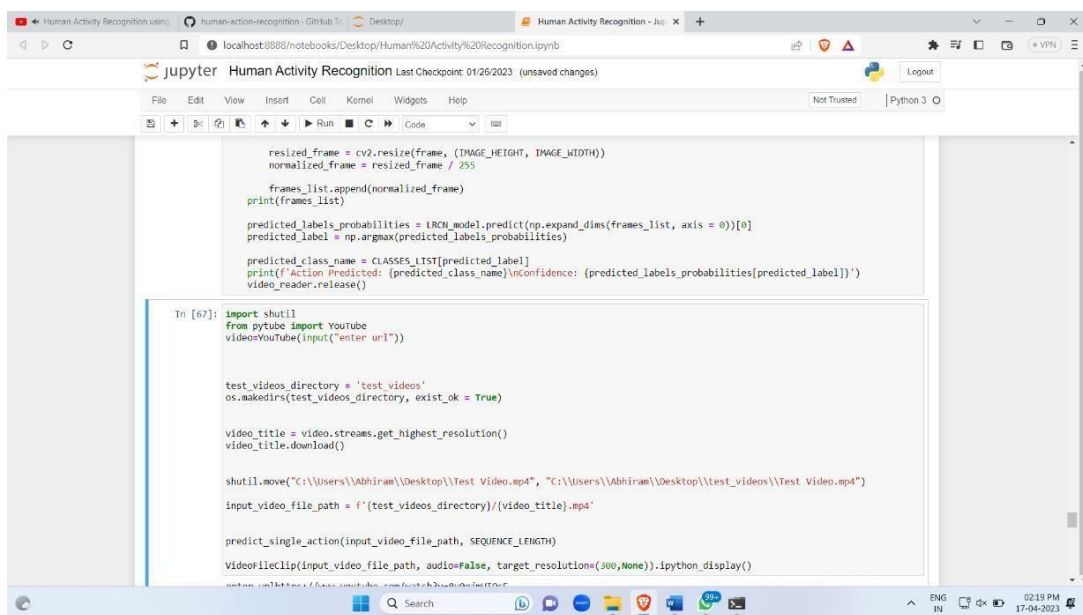 Human Activity Recognition using
human-action-recognition · GitHub To
Desktop/
Human Activity Recognition - Jup
localhost:8888/notebooks/Desktop/Human%20Activity%20Recognition.ipynb
VPN
jupyter Human Activity Recognition Last Checkpoint: 01/26/2023 (unsaved changes)
Logout
File Edit View Insert Cell Kernel Widgets Help
Not Trusted
Python 3
Run
Code
resized_frame = cv2.resize(frame, (IMAGE_HEIGHT, IMAGE_WIDTH))
normalized_frame = resized_frame / 255
frames_list.append(normalized_frame)
print(frames_list)
predicted_labels_probabilities = LRCN_model.predict(np.expand_dims(frames_list, axis = 0))[0]
predicted_label = np.argmax(predicted_labels_probabilities)
predicted_class_name = CLASSES_LIST[predicted_label]
print(f'Action Predicted: {predicted_class_name}\nConfidence: {predicted_labels_probabilities[predicted_label]}')
video_reader.release()
In [67]: import shutil
from pytube import YouTube
video=YouTube(input("enter url"))
test_videos_directory = 'test_videos'
os.makedirs(test_videos_directory, exist_ok = True)
video_title = video.streams.get_highest_resolution()
video_title.download()
shutil.move("C:\\Users\\Abhiram\\Desktop\\Test Video.mp4", "C:\\Users\\Abhiram\\Desktop\\test_videos\\Test Video.mp4")
input_video_file_path = f'{test_videos_directory}/{video_title}.mp4'
predict_single_action(input_video_file_path, SEQUENCE_LENGTH)
VideoFileClip(input_video_file_path, audio=False, target_resolution=(300,None)).ipython_display()
Search
99+
ENG
IN
02:19 PM
17-04-2023